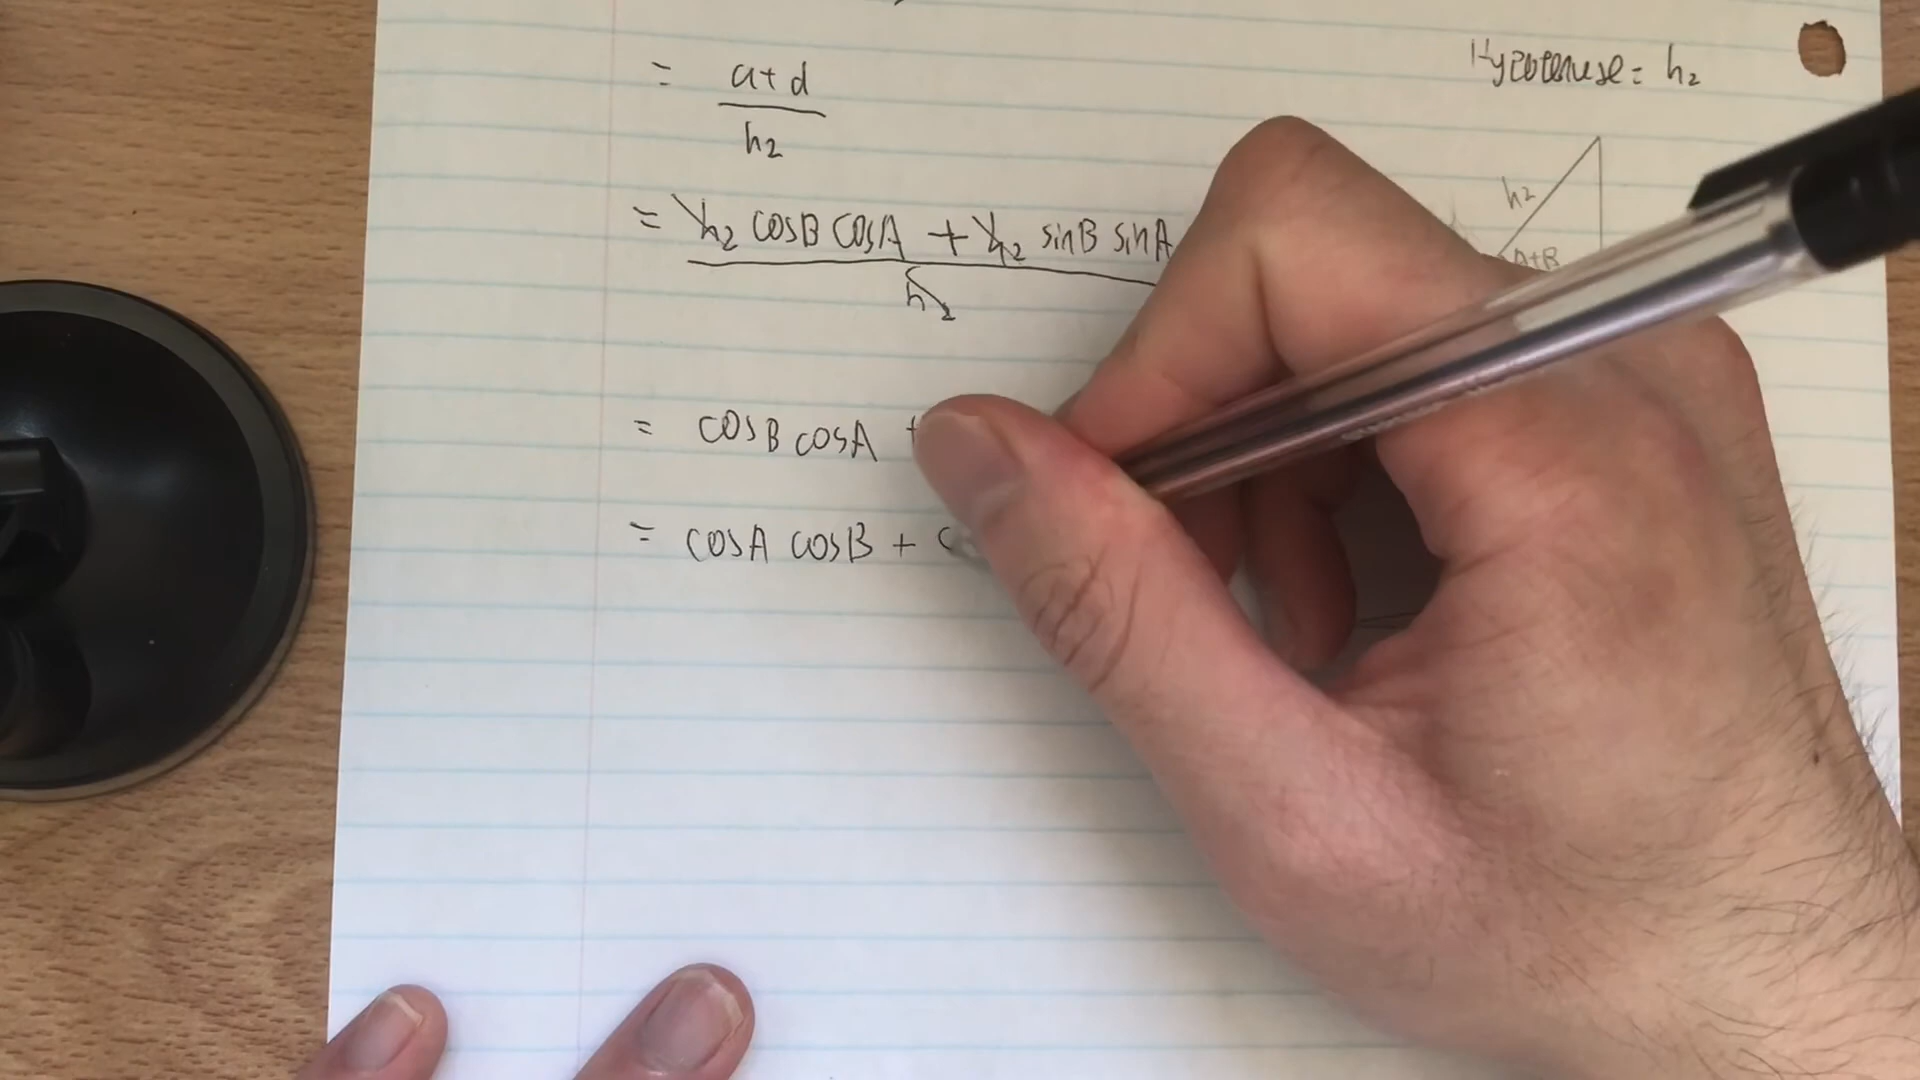 = a+d
h₂
Hypotenuse = h₂
= h₂ cosB cosA + h₂ sinB sinA
h₂
h₂
A+B
= cosB cosA +
= cosA cosB +